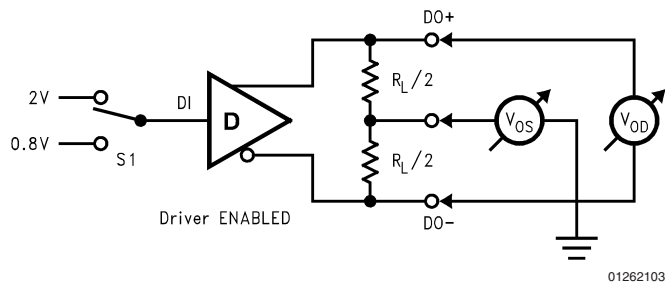 DO+
R_L/2
2V
DI
D
V_OS
V_OD
0.8V
S1
R_L/2
Driver ENABLED
DO-
01262103